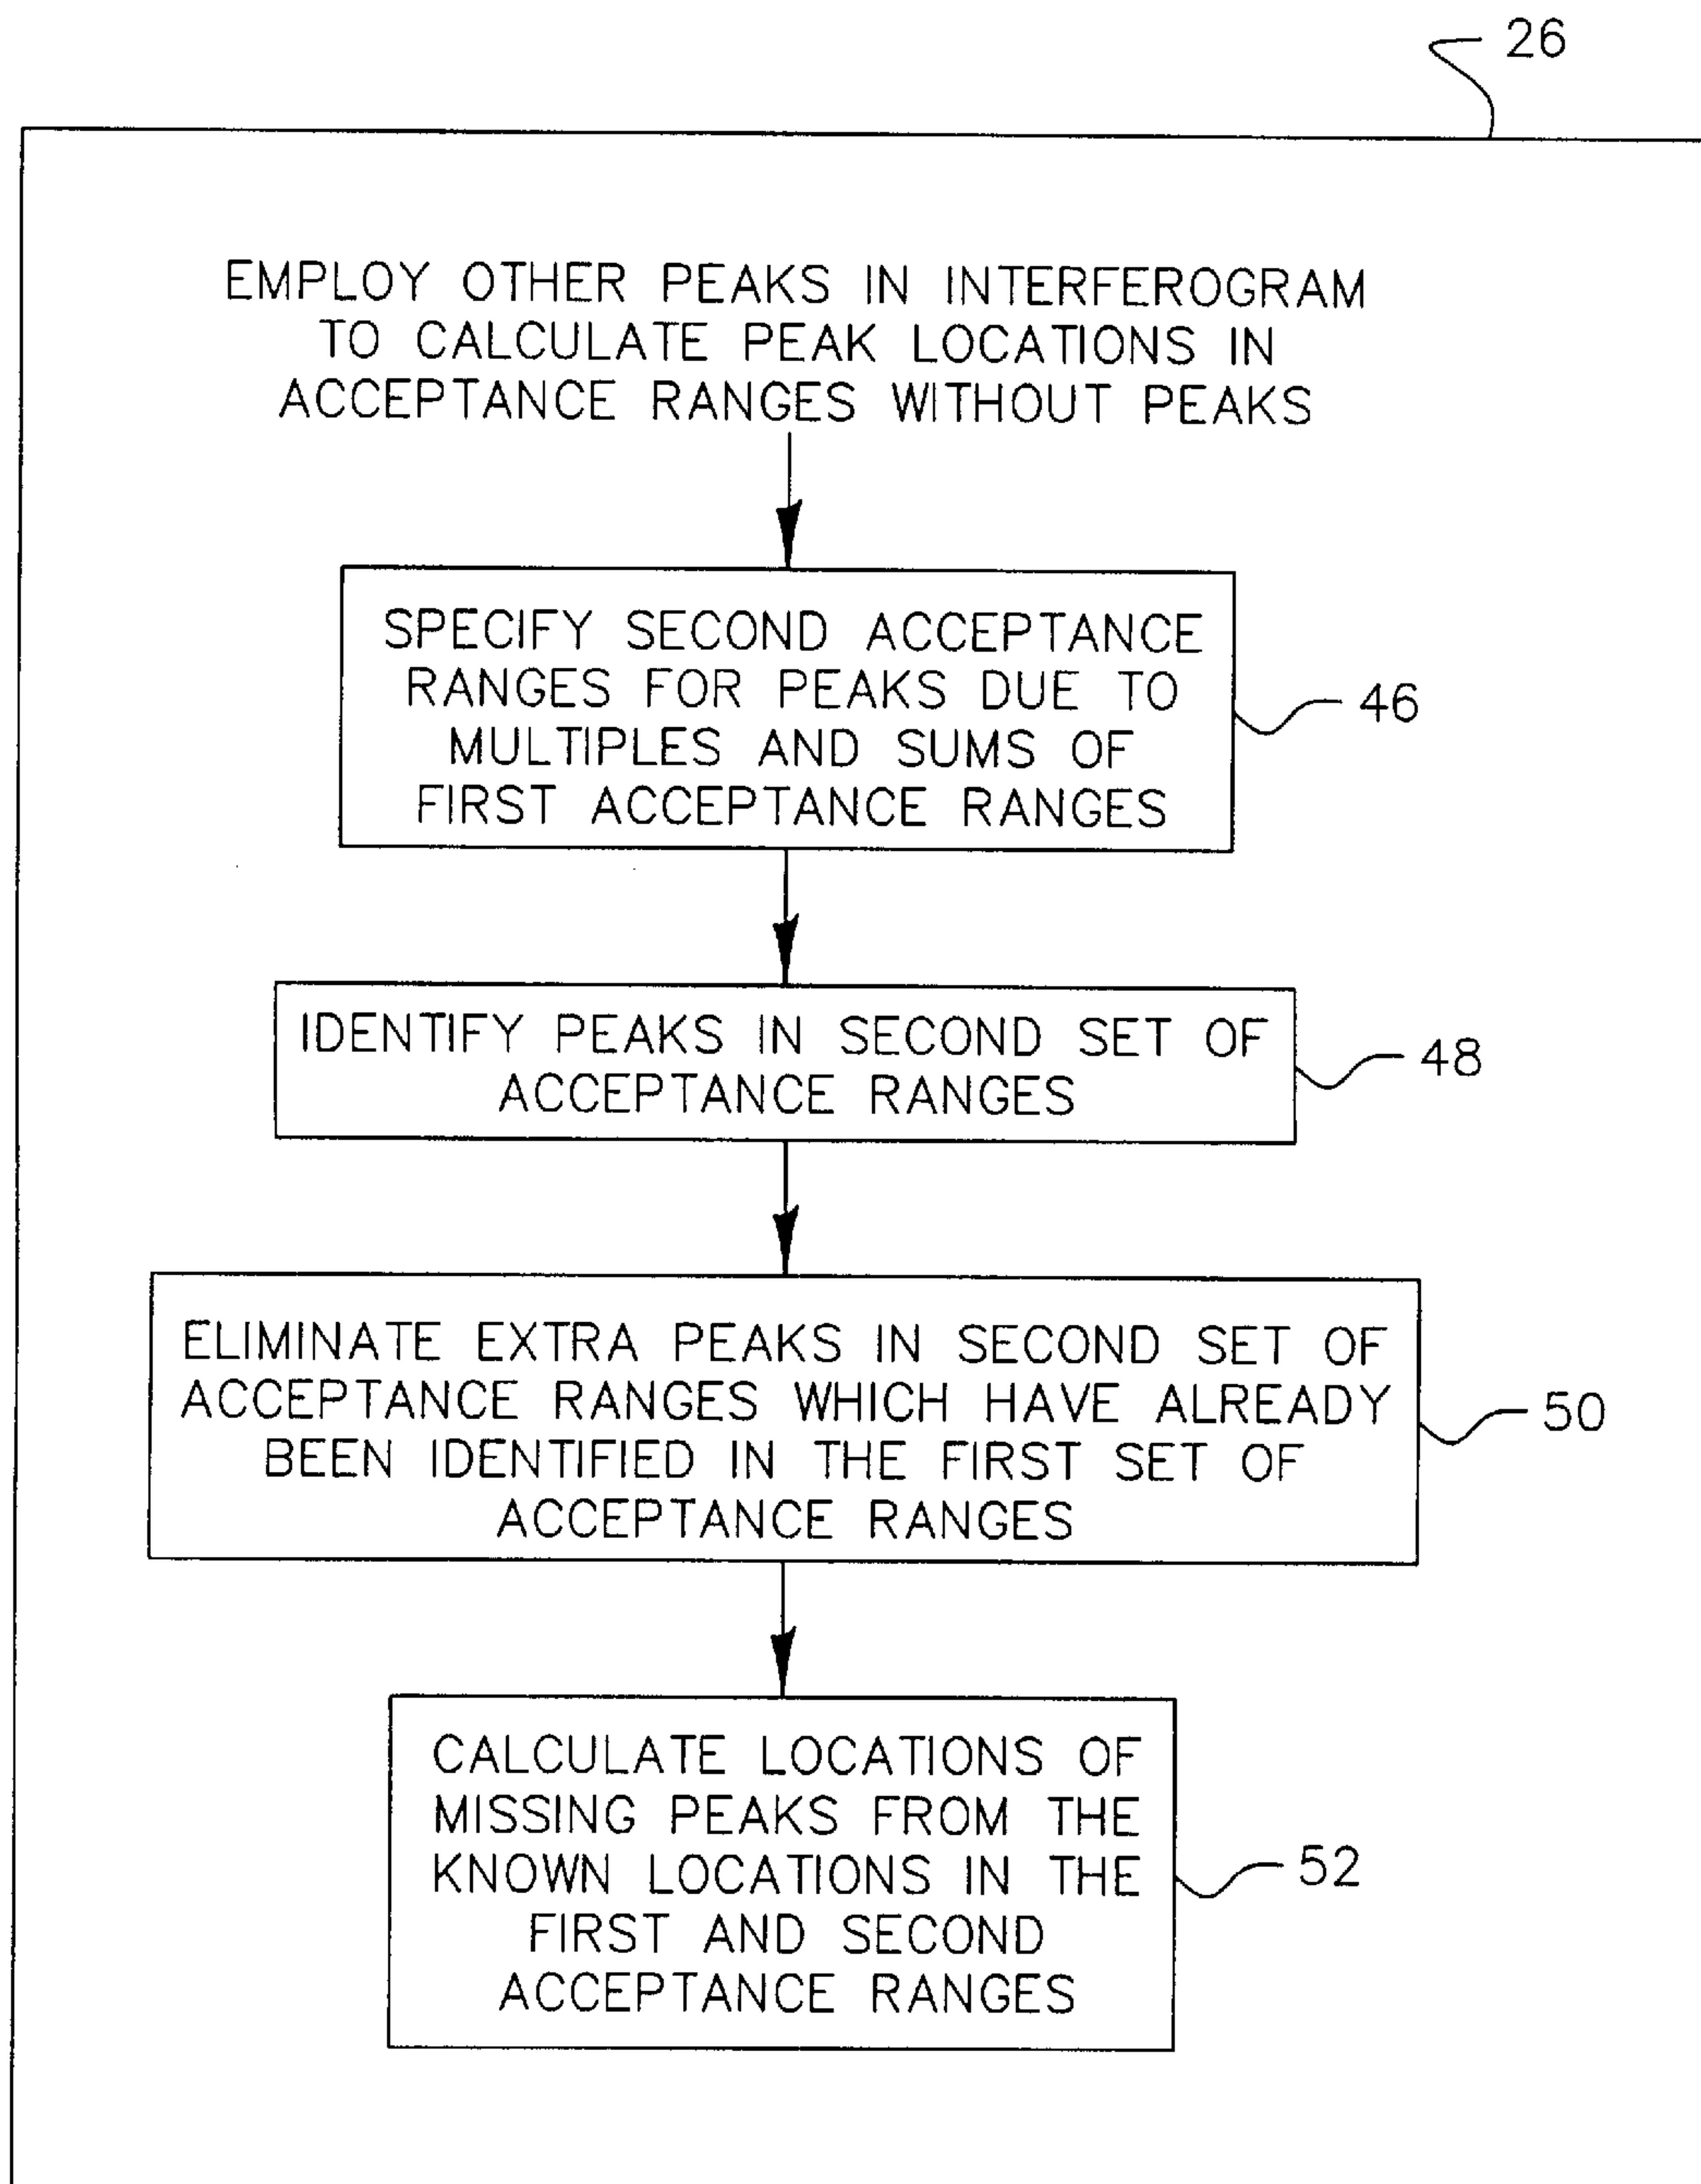 26
EMPLOY OTHER PEAKS IN INTERFEROGRAM
TO CALCULATE PEAK LOCATIONS IN
ACCEPTANCE RANGES WITHOUT PEAKS
SPECIFY SECOND ACCEPTANCE
RANGES FOR PEAKS DUE TO
MULTIPLES AND SUMS OF
FIRST ACCEPTANCE RANGES
46
IDENTIFY PEAKS IN SECOND SET OF
ACCEPTANCE RANGES
48
ELIMINATE EXTRA PEAKS IN SECOND SET OF
ACCEPTANCE RANGES WHICH HAVE ALREADY
BEEN IDENTIFIED IN THE FIRST SET OF
ACCEPTANCE RANGES
50
CALCULATE LOCATIONS OF
MISSING PEAKS FROM THE
KNOWN LOCATIONS IN THE
FIRST AND SECOND
ACCEPTANCE RANGES
52